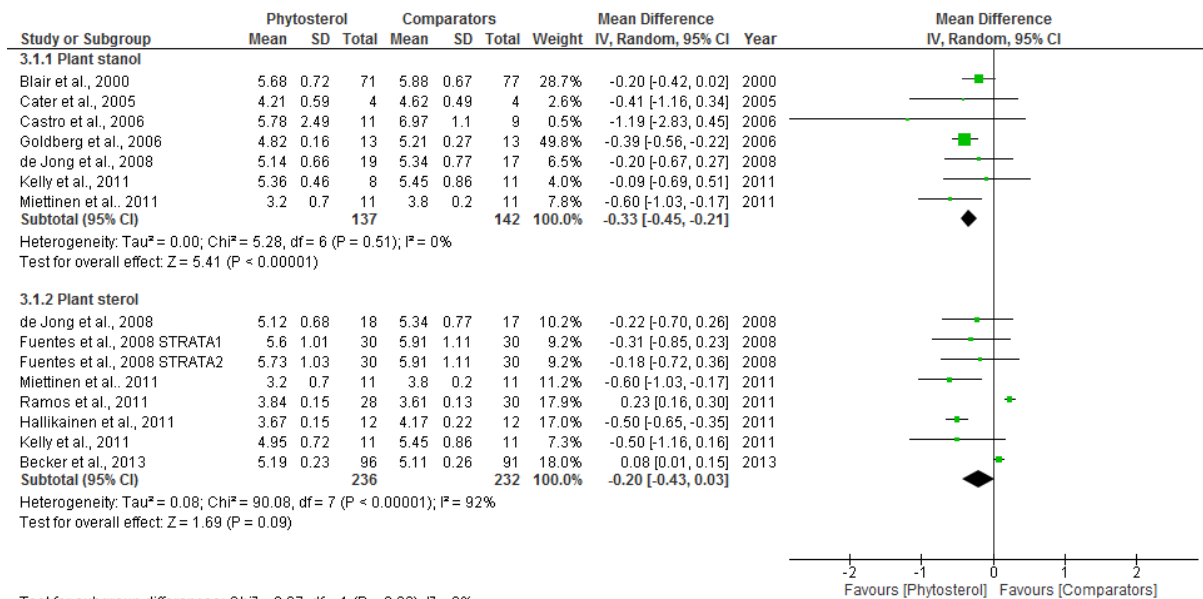 Phytosterol Comparators Mean Difference Mean Difference
Study or Subgroup Mean SD Total Mean SD Total Weight IV, Random, 95% CI Year IV, Random, 95% CI
3.1.1 Plant stanol
Blair et al., 2000 5.68 0.72 71 5.88 0.67 77 28.7% -0.20 [-0.42, 0.02] 2000
Cater et al., 2005 4.21 0.59 4 4.62 0.49 4 2.6% -0.41 [-1.16, 0.34] 2005
Castro et al., 2006 5.78 2.49 11 6.97 1.1 9 0.5% -1.19 [-2.83, 0.45] 2006
Goldberg et al., 2006 4.82 0.16 13 5.21 0.27 13 49.8% -0.39 [-0.56, -0.22] 2006
de Jong et al., 2008 5.14 0.66 19 5.34 0.77 17 6.5% -0.20 [-0.67, 0.27] 2008
Kelly et al., 2011 5.36 0.46 8 5.45 0.86 11 4.0% -0.09 [-0.69, 0.51] 2011
Miettinen et al.. 2011 3.2 0.7 11 3.8 0.2 11 7.8% -0.60 [-1.03, -0.17] 2011
Subtotal (95% CI) 137 142 100.0% -0.33 [-0.45, -0.21]
Heterogeneity: Tau² = 0.00; Chi² = 5.28, df = 6 (P = 0.51); I² = 0%
Test for overall effect: Z = 5.41 (P < 0.00001)
3.1.2 Plant sterol
de Jong et al., 2008 5.12 0.68 18 5.34 0.77 17 10.2% -0.22 [-0.70, 0.26] 2008
Fuentes et al., 2008 STRATA1 5.6 1.01 30 5.91 1.11 30 9.2% -0.31 [-0.85, 0.23] 2008
Fuentes et al., 2008 STRATA2 5.73 1.03 30 5.91 1.11 30 9.2% -0.18 [-0.72, 0.36] 2008
Miettinen et al.. 2011 3.2 0.7 11 3.8 0.2 11 11.2% -0.60 [-1.03, -0.17] 2011
Ramos et al., 2011 3.84 0.15 28 3.61 0.13 30 17.9% 0.23 [0.16, 0.30] 2011
Hallikainen et al., 2011 3.67 0.15 12 4.17 0.22 12 17.0% -0.50 [-0.65, -0.35] 2011
Kelly et al., 2011 4.95 0.72 11 5.45 0.86 11 7.3% -0.50 [-1.16, 0.16] 2011
Becker et al., 2013 5.19 0.23 96 5.11 0.26 91 18.0% 0.08 [0.01, 0.15] 2013
Subtotal (95% CI) 236 232 100.0% -0.20 [-0.43, 0.03]
Heterogeneity: Tau² = 0.08; Chi² = 90.08, df = 7 (P < 0.00001); I² = 92%
Test for overall effect: Z = 1.69 (P = 0.09)
-2 -1 0 1 2
Favours [Phytosterol] Favours [Comparators]